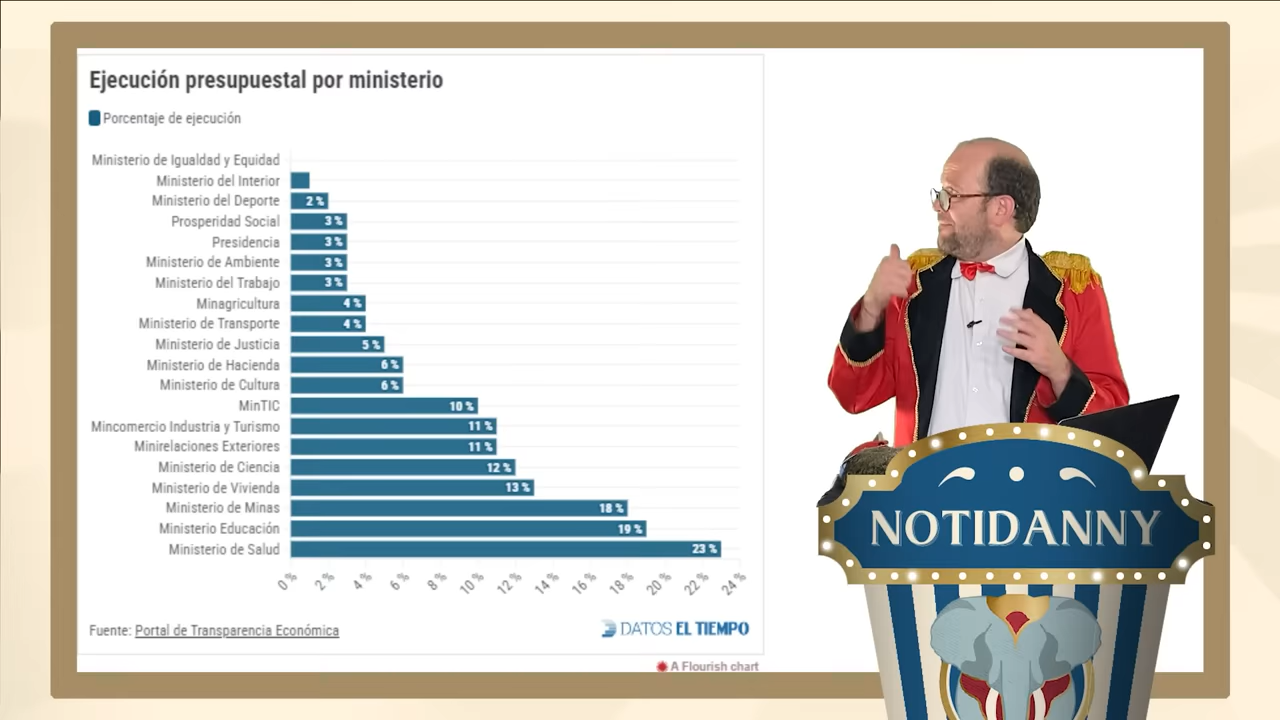 Ejecución presupuestal por ministerio
Porcentaje de ejecución
Ministerio de Igualdad y Equidad
Ministerio del Interior
Ministerio del Deporte 2 %
Prosperidad Social 3 %
Presidencia 3 %
Ministerio de Ambiente 3 %
Ministerio del Trabajo 3 %
Minagricultura 4 %
Ministerio de Transporte 4 %
Ministerio de Justicia 5 %
Ministerio de Hacienda 6 %
Ministerio de Cultura 6 %
MinTIC 10 %
Mincomercio Industria y Turismo 11 %
Minirelaciones Exteriores 11 %
Ministerio de Ciencia 12 %
Ministerio de Vivienda 13 %
Ministerio de Minas 18 %
Ministerio Educación 19 %
Ministerio de Salud 23 %
0 % 2 % 4 % 6 % 8 % 10 % 12 % 14 % 16 % 18 % 20 % 22 % 24 %
Fuente: Portal de Transparencia Económica
DATOS EL TIEMPO
A Flourish chart
NOTIDANNY